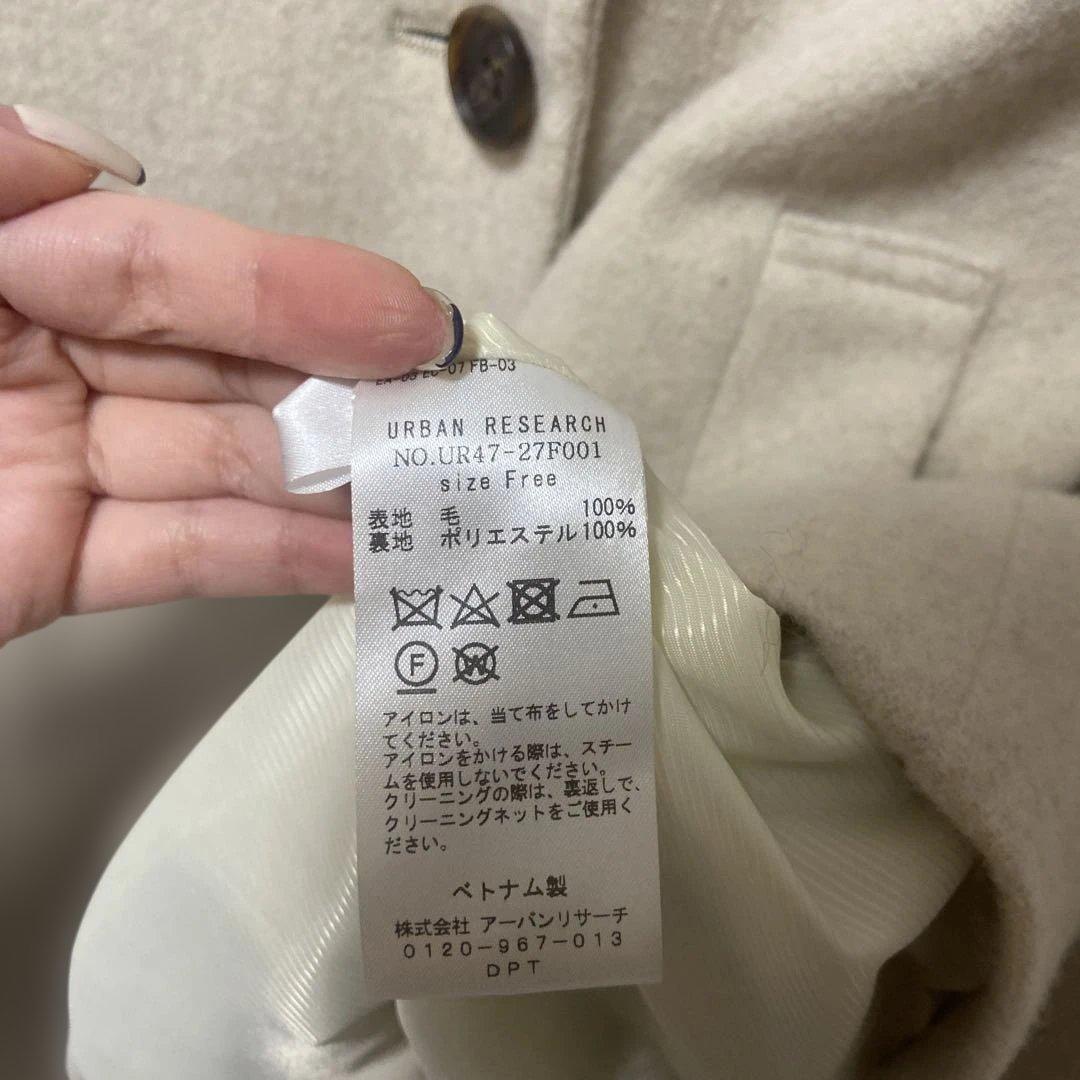 FB-03
URBAN RESEARCH
NO.UR47-27F001
size Free
表地 毛 100%
裏地 ポリエステル 100%
F W
アイロンは、当て布をしてかけ
てください。
アイロンをかける際は、スチー
ムを使用しないでください。
クリーニングの際は、裏返しで、
クリーニングネットをご使用く
ださい。
ベトナム製
株式会社 アーバンリサーチ
0120-967-013
DPT